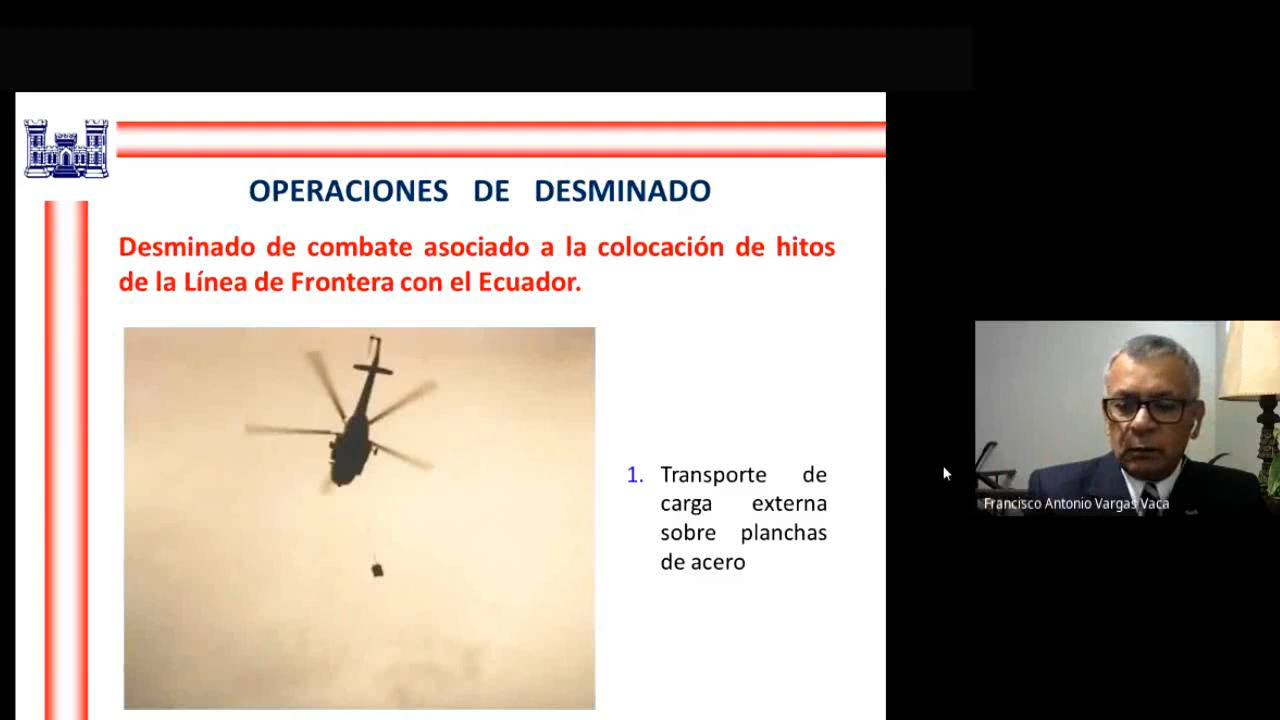 OPERACIONES DE DESMINADO
Desminado de combate asociado a la colocación de hitos
de la Línea de Frontera con el Ecuador.
1. Transporte de
carga externa
sobre planchas
de acero
Francisco Antonio Vargas Vaca